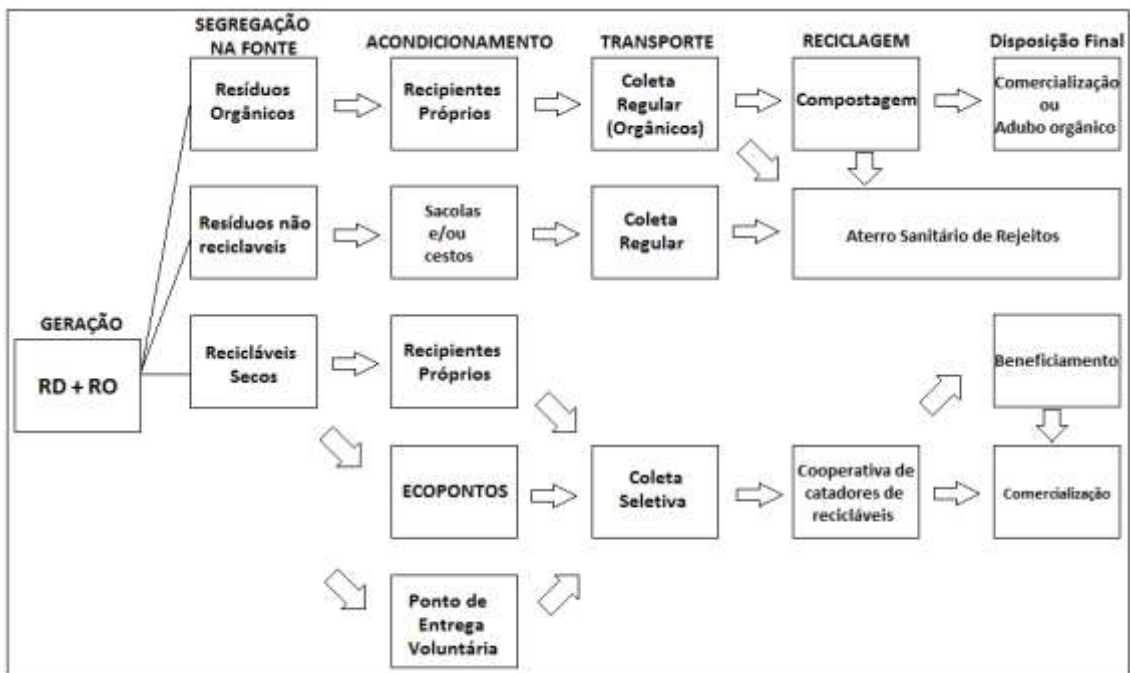 SEGREGAÇÃO
NA FONTE
ACONDICIONAMENTO
TRANSPORTE
RECICLAGEM
Disposição Final
Resíduos
Orgânicos
Recipientes
Próprios
Coleta
Regular
(Orgânicos)
Compostagem
Comercialização
ou
Adubo orgânico
Resíduos não
reciclaveis
Sacolas
e/ou
cestos
Coleta
Regular
Aterro Sanitário de Rejeitos
GERAÇÃO
RD + RO
Recicláveis
Secos
Recipientes
Próprios
Beneficiamento
ECOPONTOS
Coleta
Seletiva
Cooperativa de
catadores de
recicláveis
Comercialização
Ponto de
Entrega
Voluntária